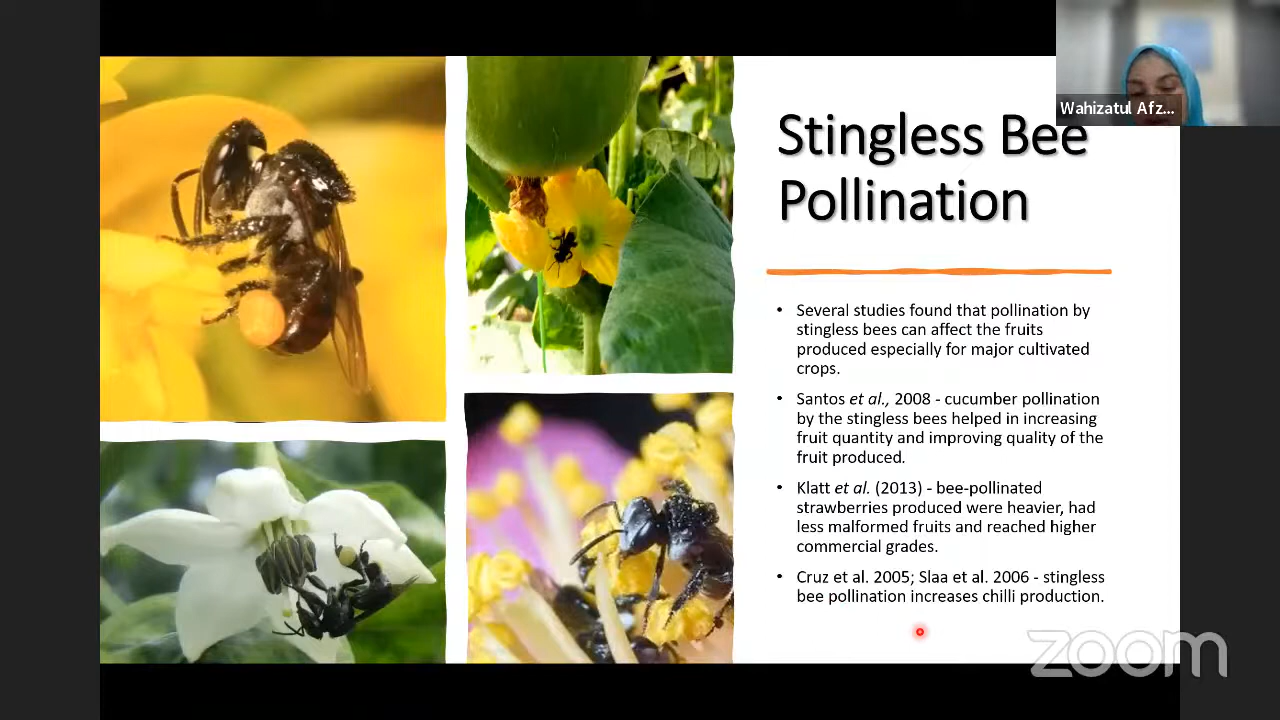 Wahizatul Afz...
Stingless Bee
Pollination
• Several studies found that pollination by
stingless bees can affect the fruits
produced especially for major cultivated
crops.
• Santos et al., 2008 - cucumber pollination
by the stingless bees helped in increasing
fruit quantity and improving quality of the
fruit produced.
• Klatt et al. (2013) - bee-pollinated
strawberries produced were heavier, had
less malformed fruits and reached higher
commercial grades.
• Cruz et al. 2005; Slaa et al. 2006 - stingless
bee pollination increases chilli production.
zoom